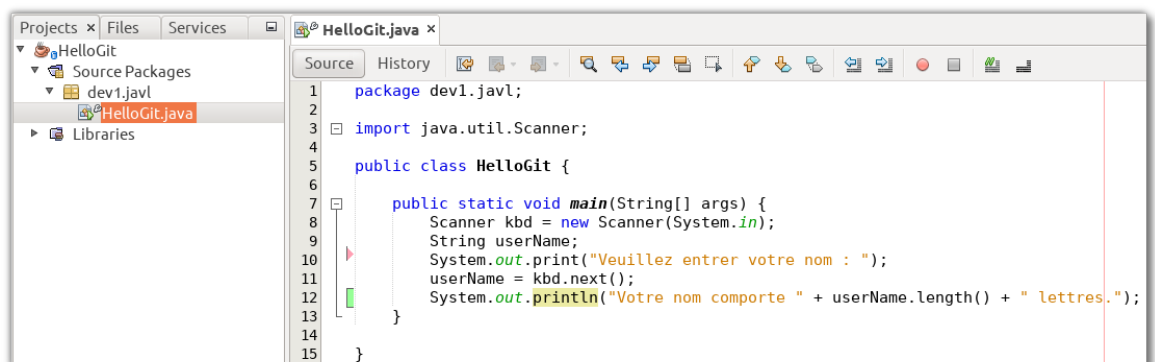 Projects × Files Services
HelloGit
Source Packages
dev1.javl
HelloGit.java
Libraries
HelloGit.java ×
Source History
1 package dev1.javl;
2
3 import java.util.Scanner;
4
5 public class HelloGit {
6
7 public static void main(String[] args) {
8 Scanner kbd = new Scanner(System.in);
9 String userName;
10 System.out.print("Veuillez entrer votre nom : ");
11 userName = kbd.next();
12 System.out.println("Votre nom comporte " + userName.length() + " lettres.");
13 }
14
15 }